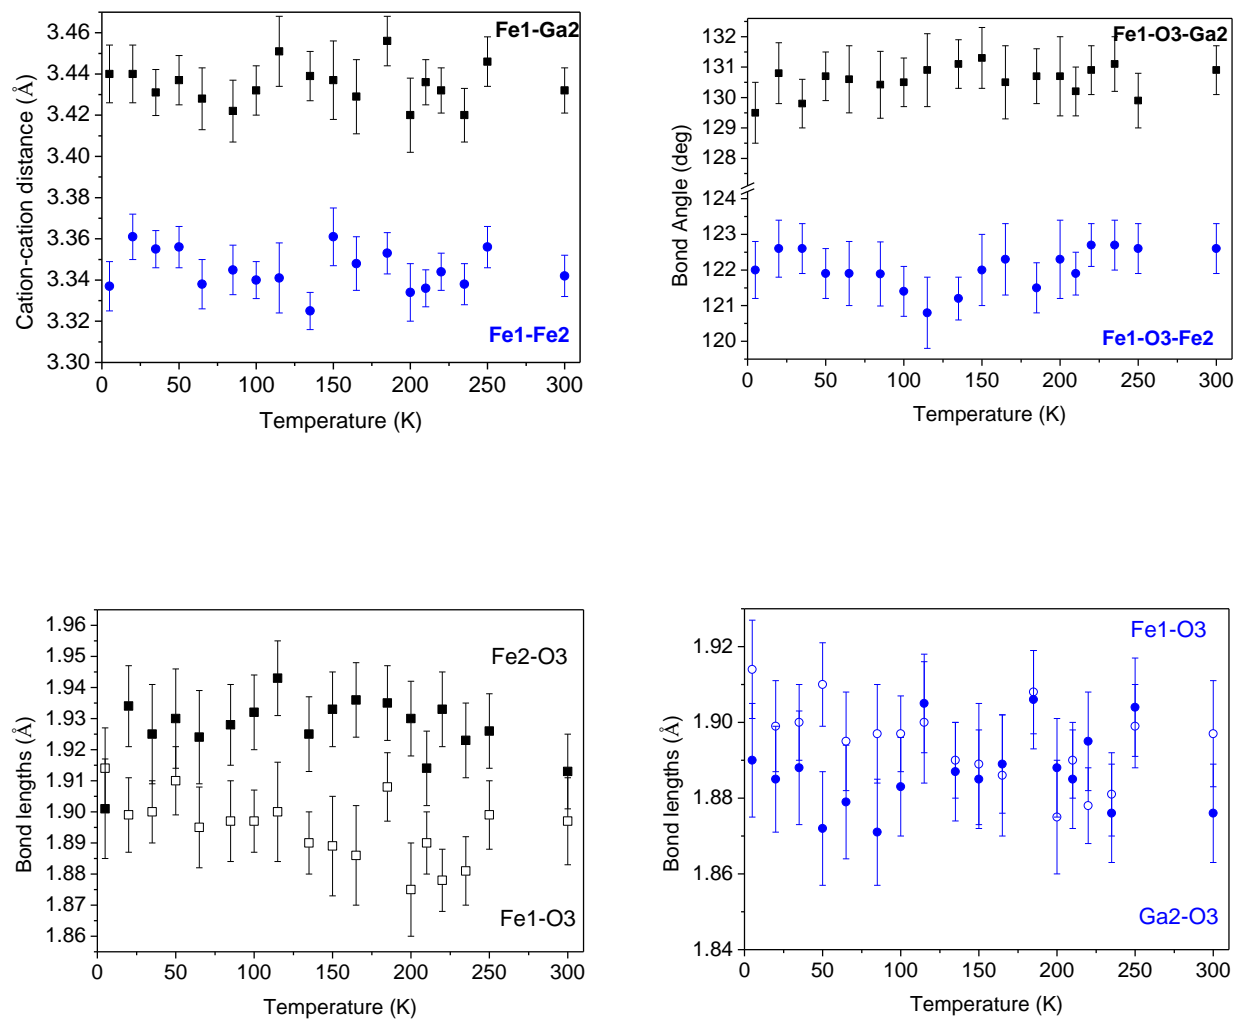 Fe1-Ga2
3.46
3.44
3.42
3.40
3.38
3.36
3.34
3.32
3.30
Cation-cation distance (Å)
Fe1-Fe2
0 50 100 150 200 250 300
Temperature (K)
Fe1-O3-Ga2
132
131
130
129
128
124
123
122
121
120
Bond Angle (deg)
Fe1-O3-Fe2
0 50 100 150 200 250 300
Temperature (K)
Fe2-O3
1.96
1.95
1.94
1.93
1.92
1.91
1.90
1.89
1.88
1.87
1.86
Bond lengths (Å)
Fe1-O3
0 50 100 150 200 250 300
Temperature (K)
Fe1-O3
1.92
1.90
1.88
1.86
1.84
Bond lengths (Å)
Ga2-O3
0 50 100 150 200 250 300
Temperature (K)